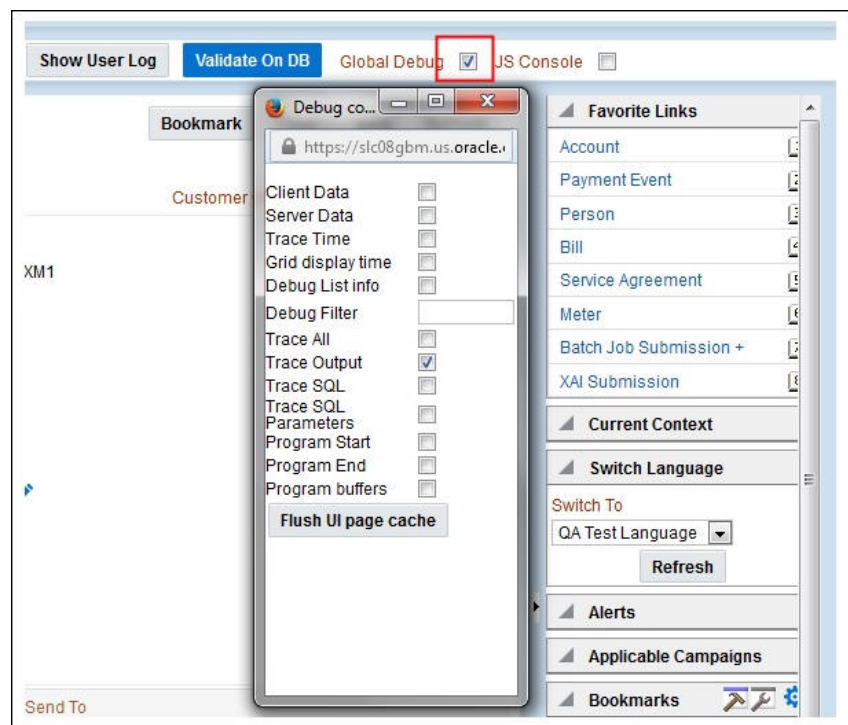 Show User Log
Validate On DB
Global Debug
JS Console
Bookmark
Customer
XM1
Send To
Debug co...
https://slc08gbm.us.oracle.
Client Data
Server Data
Trace Time
Grid display time
Debug List info
Debug Filter
Trace All
Trace Output
Trace SQL
Trace SQL
Parameters
Program Start
Program End
Program buffers
Flush UI page cache
Favorite Links
Account
Payment Event
Person
Bill
Service Agreement
Meter
Batch Job Submission +
XAI Submission
Current Context
Switch Language
Switch To
QA Test Language
Refresh
Alerts
Applicable Campaigns
Bookmarks